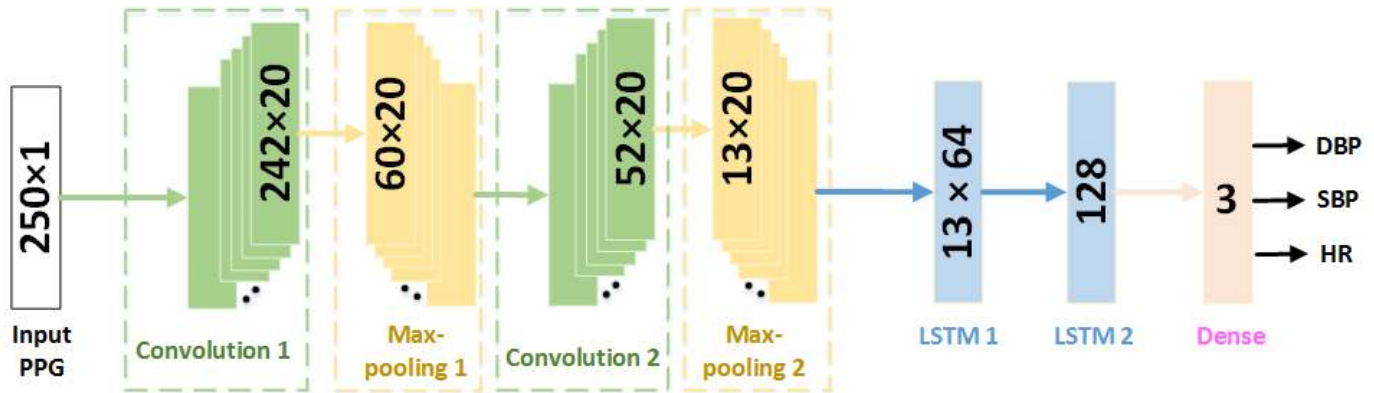 250×1
Input
PPG
242×20
Convolution 1
60×20
Max-
pooling 1
52×20
Convolution 2
13×20
Max-
pooling 2
13 × 64
LSTM 1
128
LSTM 2
3
Dense
DBP
SBP
HR